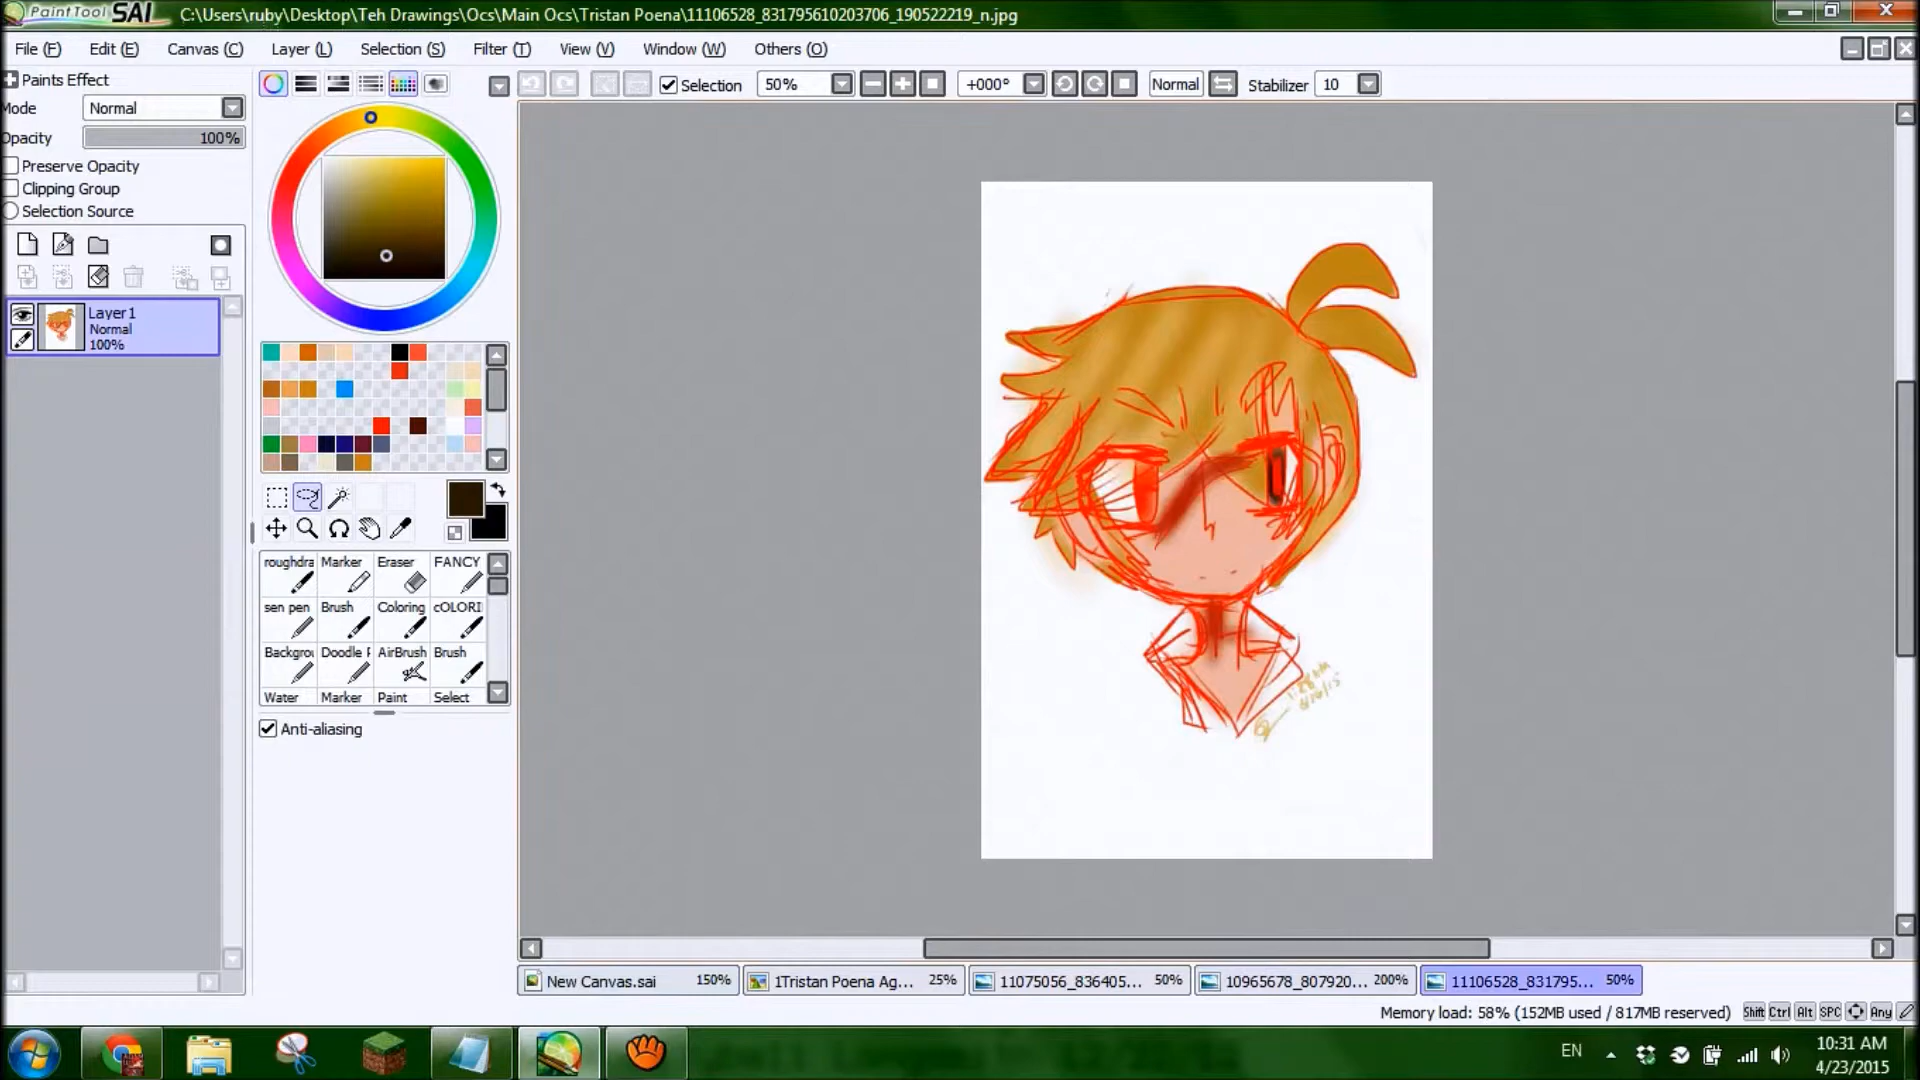 PaintTool SAI C:\Users\ruby\Desktop\Teh Drawings\Ocs\Main Ocs\Tristan Poena\11106528_831795610203706_190522219_n.jpg
File (F) Edit (E) Canvas (C) Layer (L) Selection (S) Filter (T) View (V) Window (W) Others (O)
Paints Effect
Mode Normal
Opacity 100%
Preserve Opacity
Clipping Group
Selection Source
Layer1
Normal
100%
Selection 50% +000° Normal Stabilizer 10
roughdra Marker Eraser FANCY
sen pen Brush Coloring cOLORI
Backgrou Doodle AirBrush Brush
Water Marker Paint Select
Anti-aliasing
New Canvas.sai 150% 1Tristan Poena Ag... 25% 11075056_836405... 50% 10965678_807920... 200% 11106528_831795... 50%
Memory load: 58% (152MB used / 817MB reserved) Shift Ctrl Alt SPC Any
EN
10:31 AM
4/23/2015